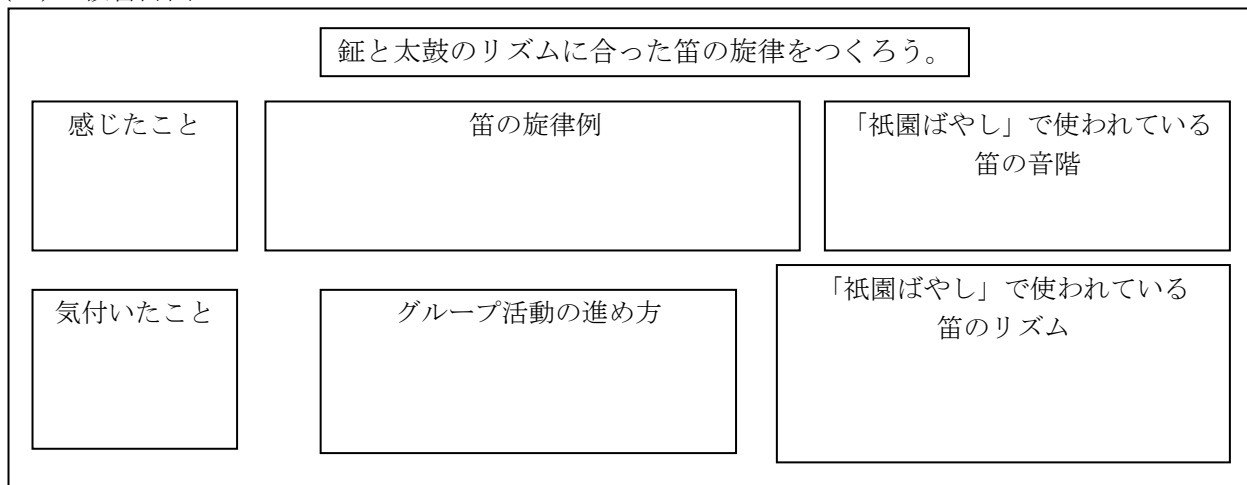 鉦と太鼓のリズムに合った笛の旋律をつくろう。
感じたこと
笛の旋律例
「祇園ばやし」で使われている
笛の音階
気付いたこと
グループ活動の進め方
「祇園ばやし」で使われている
笛のリズム